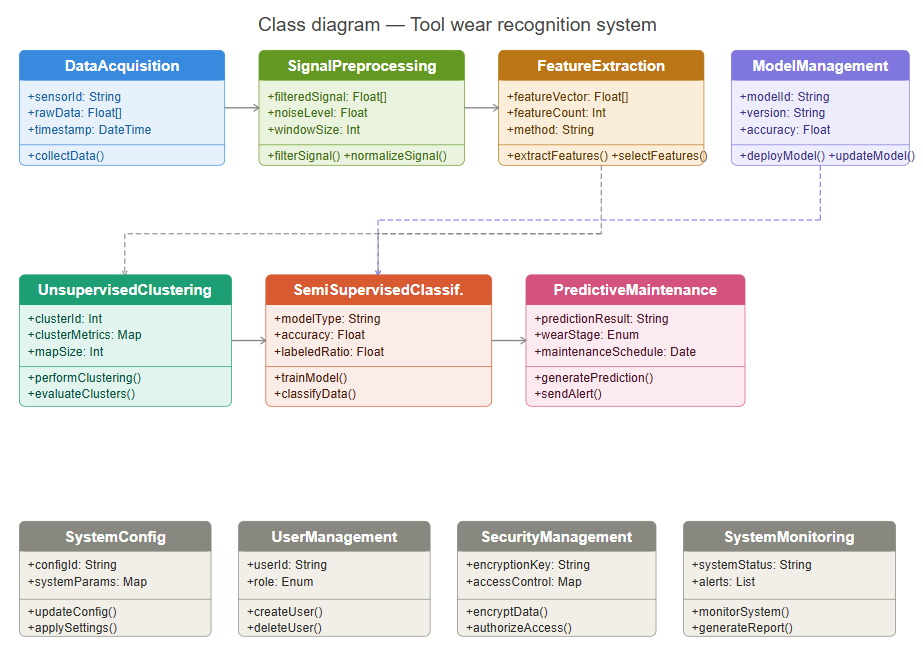 Class diagram — Tool wear recognition system
DataAcquisition
+sensorId: String
+rawData: Float[]
+timestamp: DateTime
+collectData()
SignalPreprocessing
+filteredSignal: Float[]
+noiseLevel: Float
+windowSize: Int
+filterSignal() +normalizeSignal()
FeatureExtraction
+featureVector: Float[]
+featureCount: Int
+method: String
+extractFeatures() +selectFeatures()
ModelManagement
+modelId: String
+version: String
+accuracy: Float
+deployModel() +updateModel()
UnsupervisedClustering
+clusterId: Int
+clusterMetrics: Map
+mapSize: Int
+performClustering()
+evaluateClusters()
SemiSupervisedClassif.
+modelType: String
+accuracy: Float
+labeledRatio: Float
+trainModel()
+classifyData()
PredictiveMaintenance
+predictionResult: String
+wearStage: Enum
+maintenanceSchedule: Date
+generatePrediction()
+sendAlert()
SystemConfig
+configId: String
+systemParams: Map
+updateConfig()
+applySettings()
UserManagement
+userId: String
+role: Enum
+createUser()
+deleteUser()
SecurityManagement
+encryptionKey: String
+accessControl: Map
+encryptData()
+authorizeAccess()
SystemMonitoring
+systemStatus: String
+alerts: List
+monitorSystem()
+generateReport()